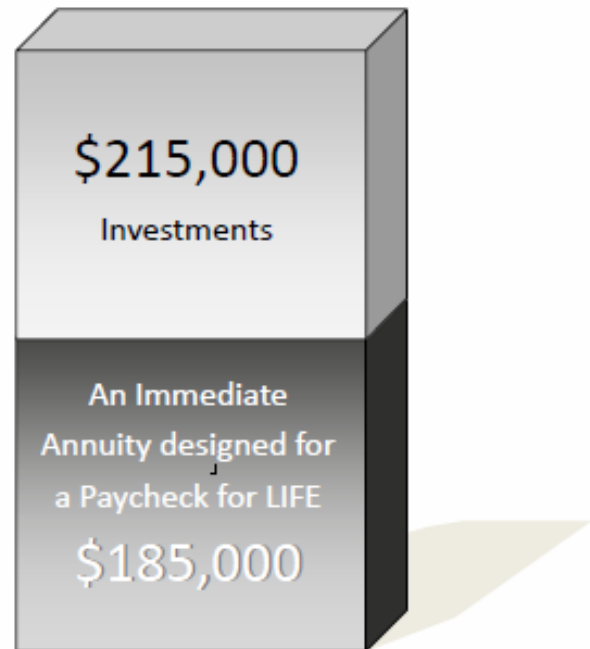 $215,000
Investments
An Immediate
Annuity designed for
a Paycheck for LIFE
$185,000